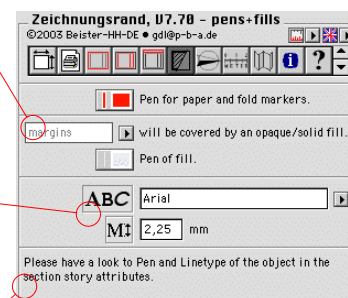 Zeichnungsrand, U7.70 - pens+fills
©2003 Beister-HH-DE ● gdl@p-b-a.de
Pen for paper and fold markers.
margins will be covered by an opaque/solid fill.
Pen of fill.
ABC Arial
M 2,25 mm
Please have a look to Pen and Linetype of the object in the
section story attributes.